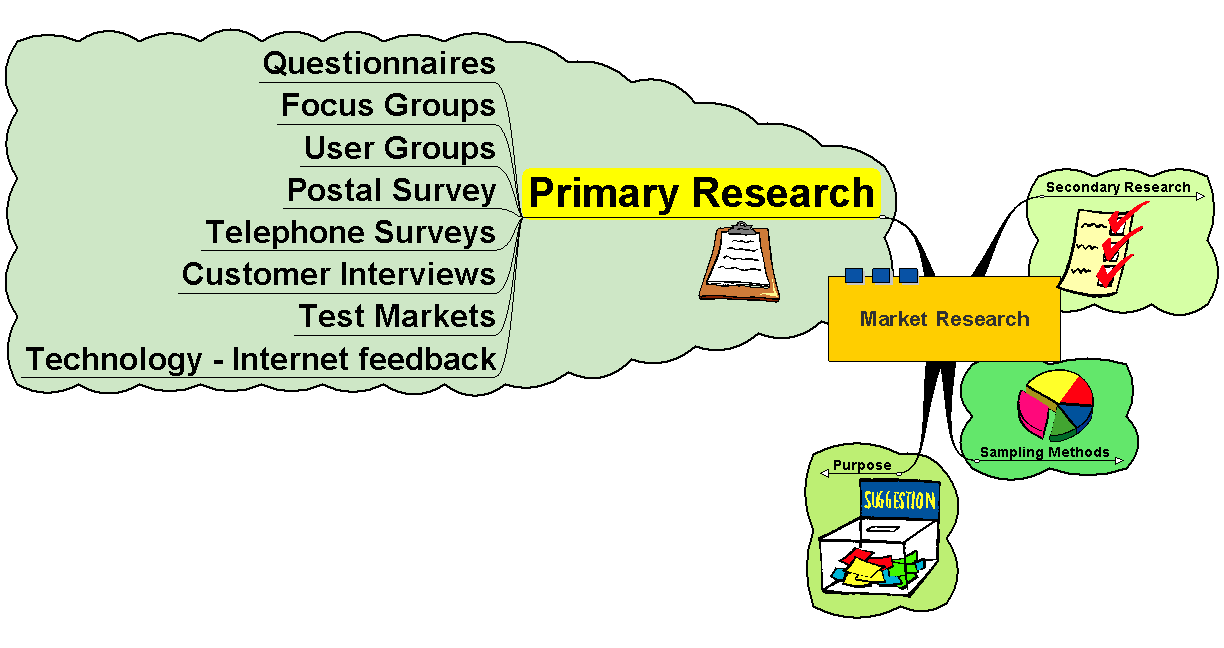 Questionnaires
Focus Groups
User Groups
Postal Survey
Telephone Surveys
Customer Interviews
Test Markets
Technology - Internet feedback
Primary Research
Secondary Research
Market Research
Sampling Methods
Purpose
SUGGESTION